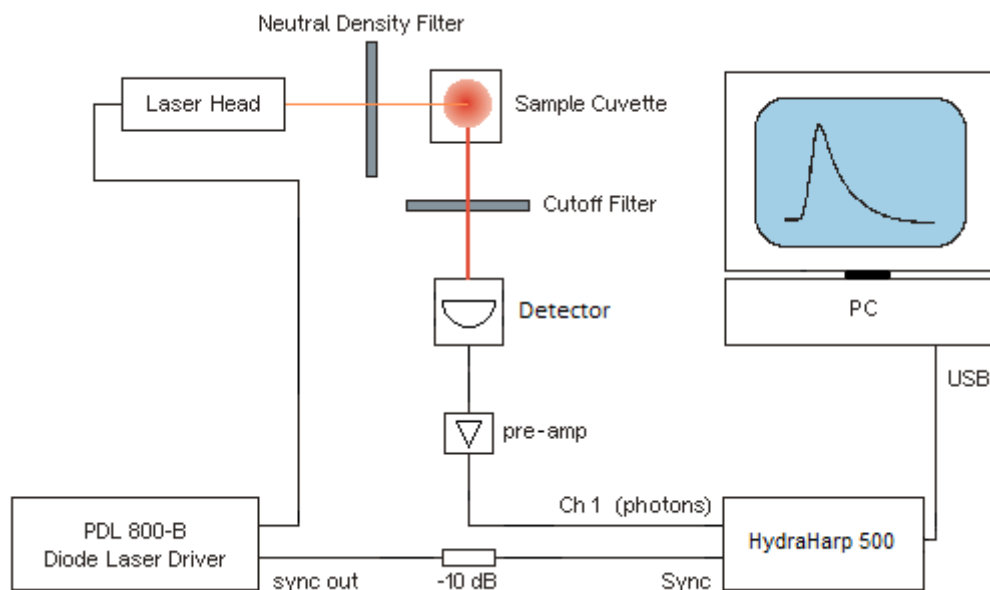 Neutral Density Filter
Laser Head
Sample Cuvette
Cutoff Filter
Detector
PC
USB
pre-amp
Ch 1 (photons)
PDL 800-B
Diode Laser Driver
HydraHarp 500
sync out
-10 dB
Sync